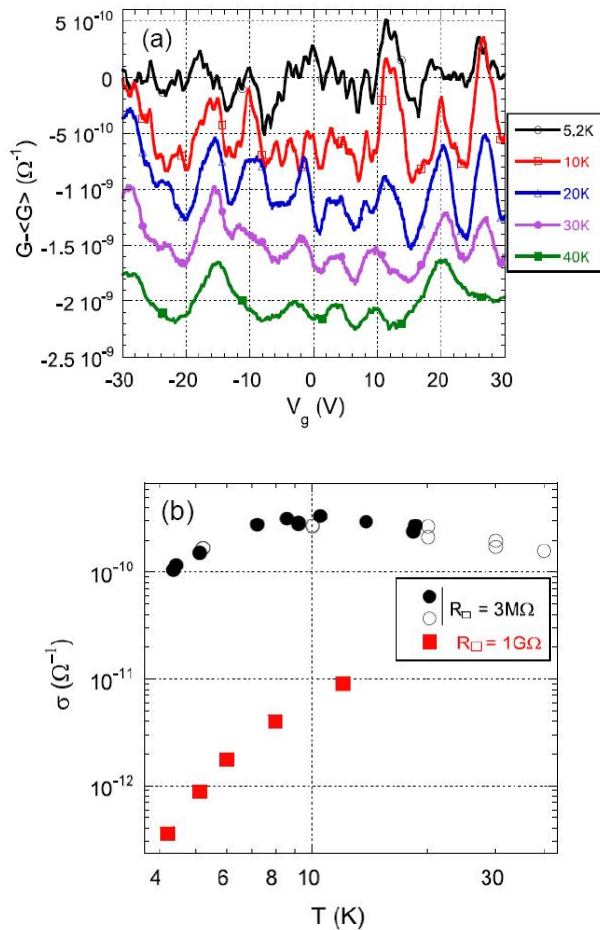 (a)
5 10⁻¹⁰
0
-5 10⁻¹⁰
-1 10⁻⁹
-1.5 10⁻⁹
-2 10⁻⁹
-2.5 10⁻⁹
G-<G> (Ω⁻¹)
-30 -20 -10 0 10 20 30
V_g (V)
5,2K
10K
20K
30K
40K
(b)
10⁻¹⁰
10⁻¹¹
10⁻¹²
σ (Ω⁻¹)
R□ = 3MΩ
R□ = 1GΩ
4 6 8 10 30
T (K)